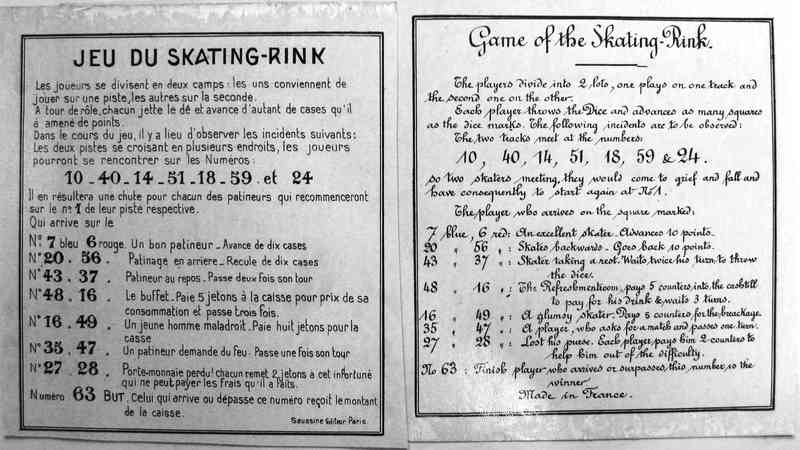 JEU DU SKATING-RINK
Les joueurs se divisent en deux camps: les uns conviennent de
jouer sur une piste, les autres sur la seconde.
A tour de rôle, chacun jette le dé et avance d'autant de cases qu'il
a amené de points.
Dans le cours du jeu, il y a lieu d'observer les incidents suivants:
Les deux pistes se croisant en plusieurs endroits, les joueurs
pourront se rencontrer sur les Numéros:
10 _ 40 _ 14 _ 51 _ 18 _ 59 et 24
Il en résultera une chute pour chacun des patineurs qui recommenceront
sur le nº 1 de leur piste respective.
Qui arrive sur le
Nos 7 bleu 6 rouge. Un bon patineur _ Avance de dix cases
Nº 20 . 56. Patinage en arrière _ Recule de dix cases
Nº 43 . 37. Patineur au repos. Passe deux fois son tour
Nº 48 . 16. Le buffet _ Paie 5 jetons à la caisse pour prix de sa
consommation et passe trois fois.
Nº 16 . 49. Un jeune homme maladroit. Paie huit jetons pour la
casse
Nº 35 . 47. Un patineur demande du feu. Passe une fois son tour
Nº 27 . 28. Porte-monnaie perdu! chacun remet 2 jetons à cet infortuné
qui ne peut payer les frais qu'il a faits.
Numéro 63 BUT. Celui qui arrive ou dépasse ce numéro reçoit le montant
de la caisse.
Saussine Editeur Paris.
Game of the Skating-Rink.
The players divide into 2 lots, one plays on one track and
the second one on the other.
Each player throws the Dice and advances as many squares
as the dice marks. The following incidents are to be observed:
The two tracks meet at the numbers:
10, 40, 14, 51, 18, 59 & 24.
so two skaters meeting, they would come to grief and fall and
have consequently to start again at Nº 1.
The player who arrives on the square marked:
7 blue, 6 red: An excellent skater. Advances 10 points.
20 „ 56 „ : Skates backwards. Goes back 10 points.
43 „ 37 „ : Skater taking a rest. Waits twice his turn to throw
the dice.
48 „ 16 „ : The Refreshmentroom, pays 5 counters into the cashtill
to pay for his drink & waits 3 turns.
16 „ 49 „ : A glumsy skater. Pays 8 counters for the breackage.
35 „ 47 „ : A player, who asks for a match and passes one turn.
27 „ 28 „ : Lost his purse. Each player pays him 2 counters to
help him out of the difficulty.
No 63 : Finish player who arrives or surpasses this number is the
winner.
Made in France.